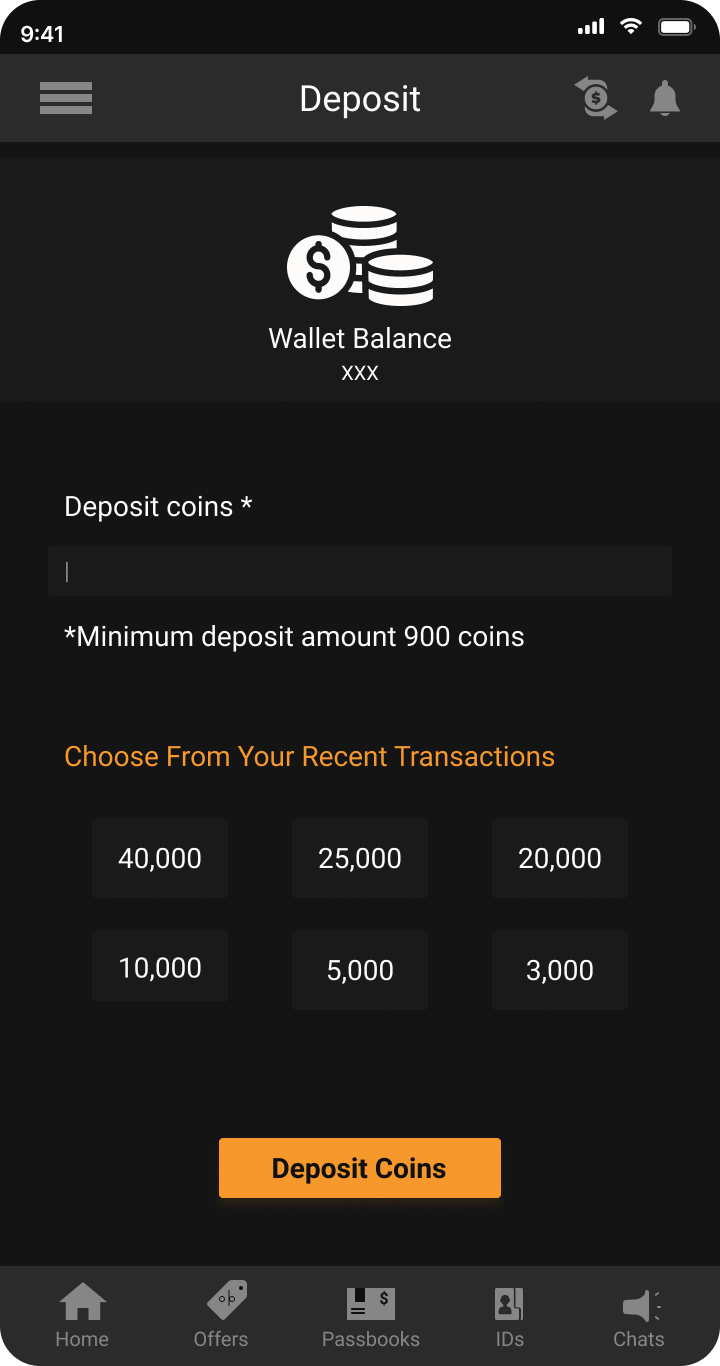 9:41
Deposit
Wallet Balance
XXX
Deposit coins *
*Minimum deposit amount 900 coins
Choose From Your Recent Transactions
40,000 25,000 20,000
10,000 5,000 3,000
Deposit Coins
Home Offers Passbooks IDs Chats